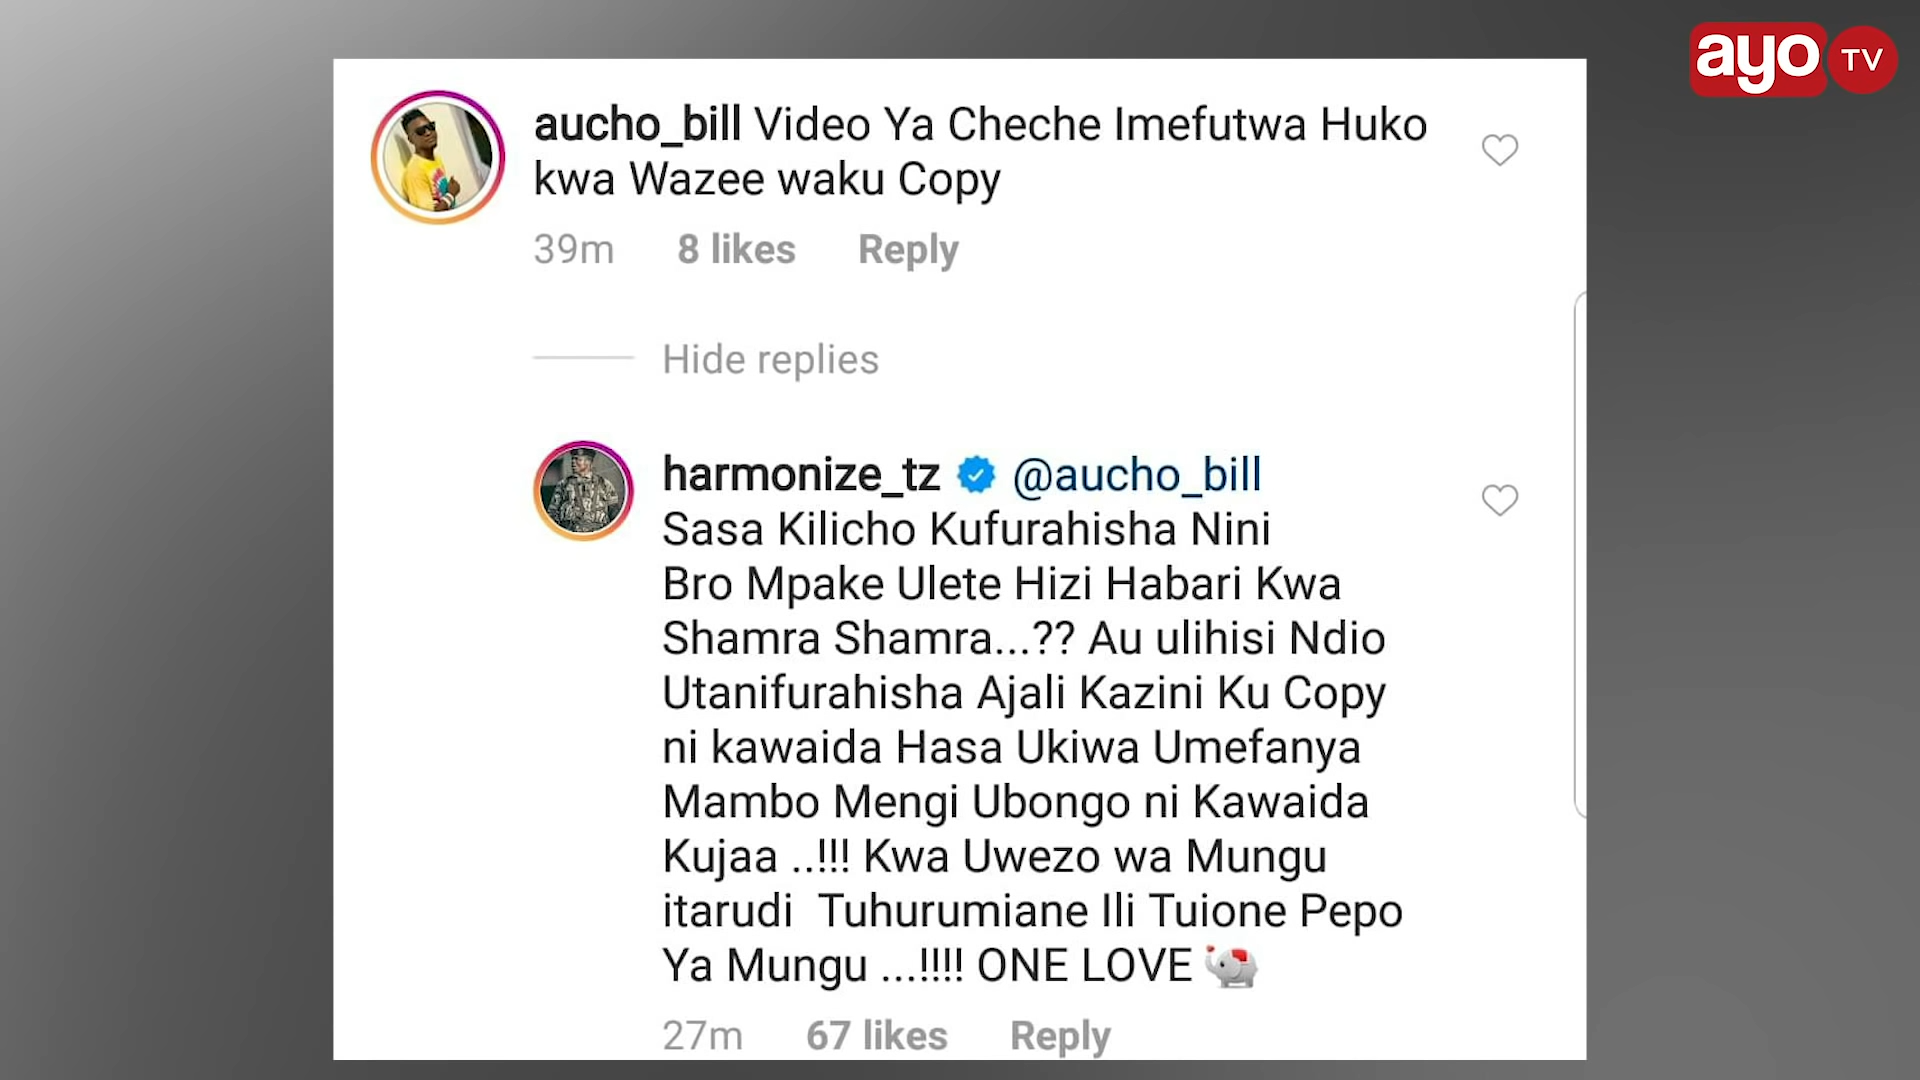 ayo TV
aucho_bill Video Ya Cheche Imefutwa Huko
kwa Wazee waku Copy
39m 8 likes Reply
Hide replies
harmonize_tz @aucho_bill
Sasa Kilicho Kufurahisha Nini
Bro Mpake Ulete Hizi Habari Kwa
Shamra Shamra...?? Au ulihisi Ndio
Utanifurahisha Ajali Kazini Ku Copy
ni kawaida Hasa Ukiwa Umefanya
Mambo Mengi Ubongo ni Kawaida
Kujaa ..!!! Kwa Uwezo wa Mungu
itarudi Tuhurumiane Ili Tuione Pepo
Ya Mungu ...!!!! ONE LOVE 🐘
27m 67 likes Reply